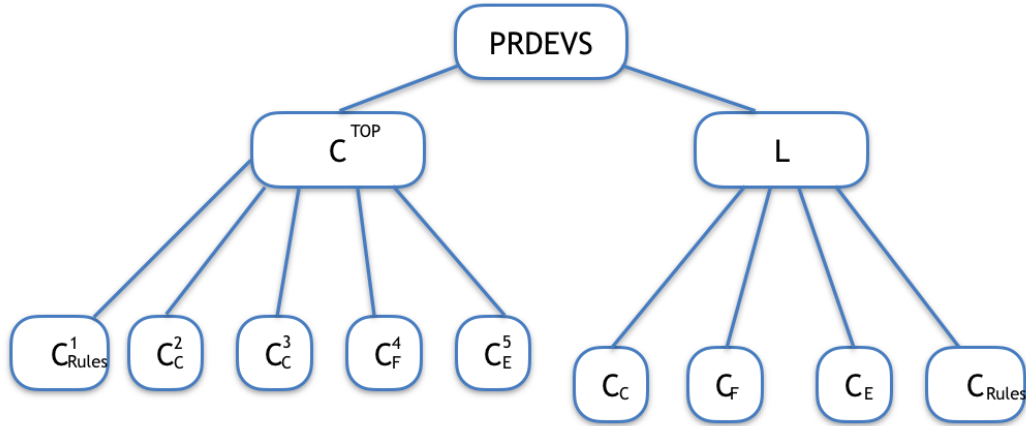 PRDEVS
C^TOP
L
C^1_Rules
C^2_C
C^3_C
C^4_F
C^5_E
C_C
C_F
C_E
C_Rules